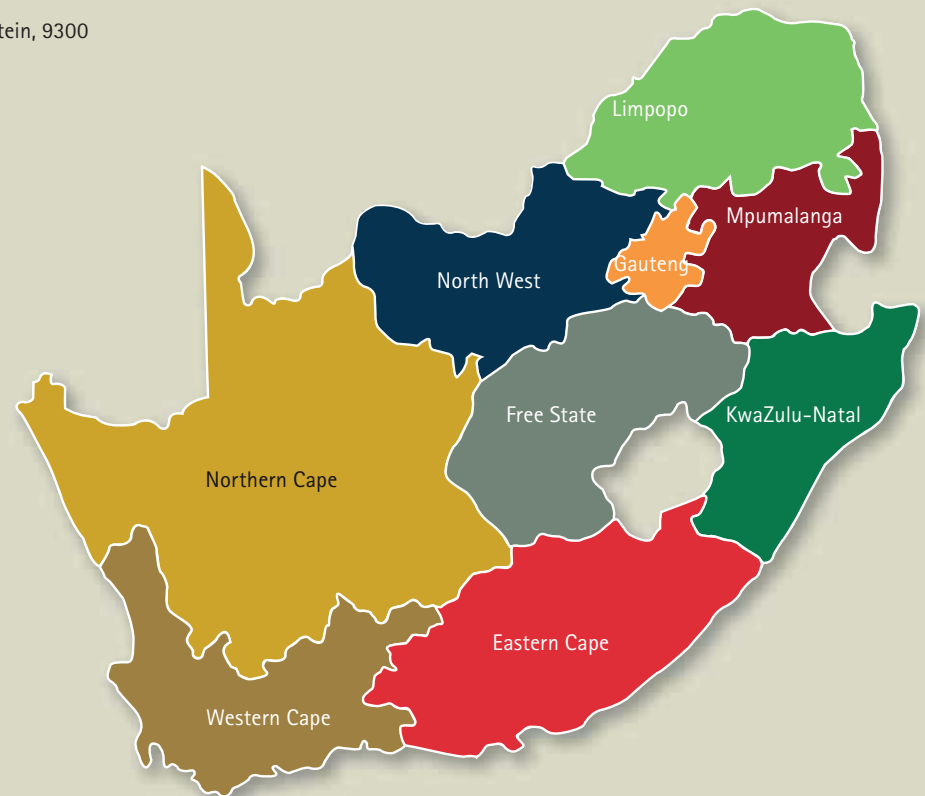 tein, 9300
Limpopo
Mpumalanga
Gauteng
North West
Free State
KwaZulu-Natal
Northern Cape
Eastern Cape
Western Cape